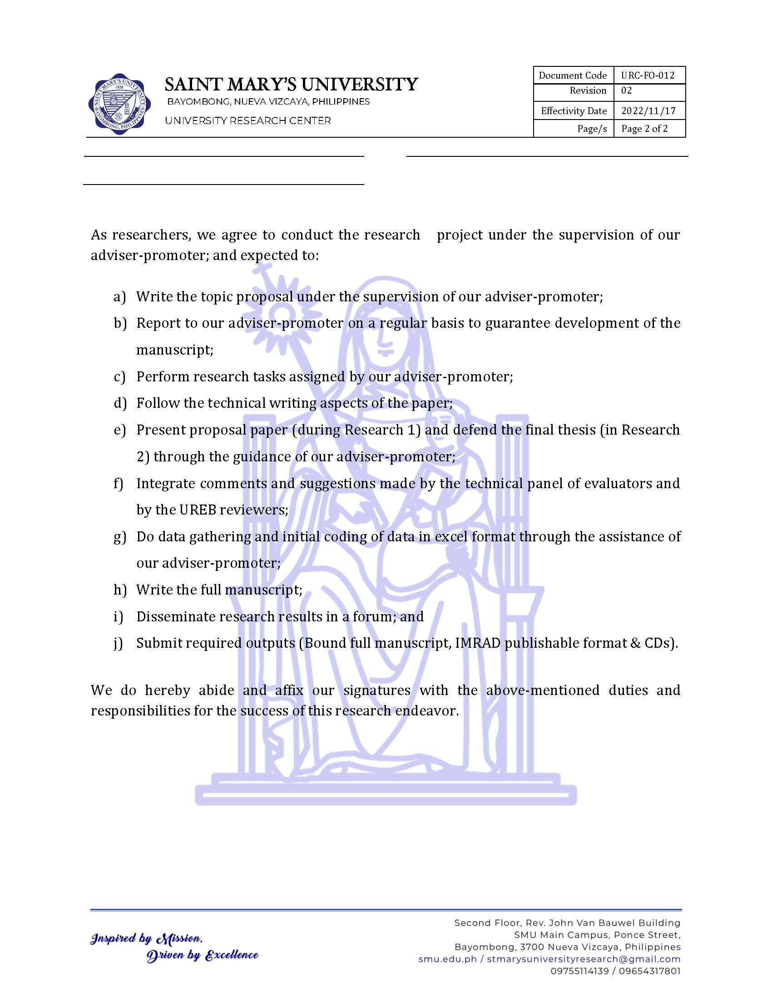 SAINT MARY'S UNIVERSITY
1928
BAYOMBONG, PHILIPPINES
SAINT MARY'S UNIVERSITY
BAYOMBONG, NUEVA VIZCAYA, PHILIPPINES
UNIVERSITY RESEARCH CENTER
Document Code URC-FO-012
Revision 02
Effectivity Date 2022/11/17
Page/s Page 2 of 2
As researchers, we agree to conduct the research project under the supervision of our
adviser-promoter; and expected to:
a) Write the topic proposal under the supervision of our adviser-promoter;
b) Report to our adviser-promoter on a regular basis to guarantee development of the
manuscript;
c) Perform research tasks assigned by our adviser-promoter;
d) Follow the technical writing aspects of the paper;
e) Present proposal paper (during Research 1) and defend the final thesis (in Research
2) through the guidance of our adviser-promoter;
f) Integrate comments and suggestions made by the technical panel of evaluators and
by the UREB reviewers;
g) Do data gathering and initial coding of data in excel format through the assistance of
our adviser-promoter;
h) Write the full manuscript;
i) Disseminate research results in a forum; and
j) Submit required outputs (Bound full manuscript, IMRAD publishable format & CDs).
We do hereby abide and affix our signatures with the above-mentioned duties and
responsibilities for the success of this research endeavor.
Inspired by Mission,
Driven by Excellence
Second Floor, Rev. John Van Bauwel Building
SMU Main Campus, Ponce Street,
Bayombong, 3700 Nueva Vizcaya, Philippines
smu.edu.ph / stmarysuniversityresearch@gmail.com
09755114139 / 09654317801